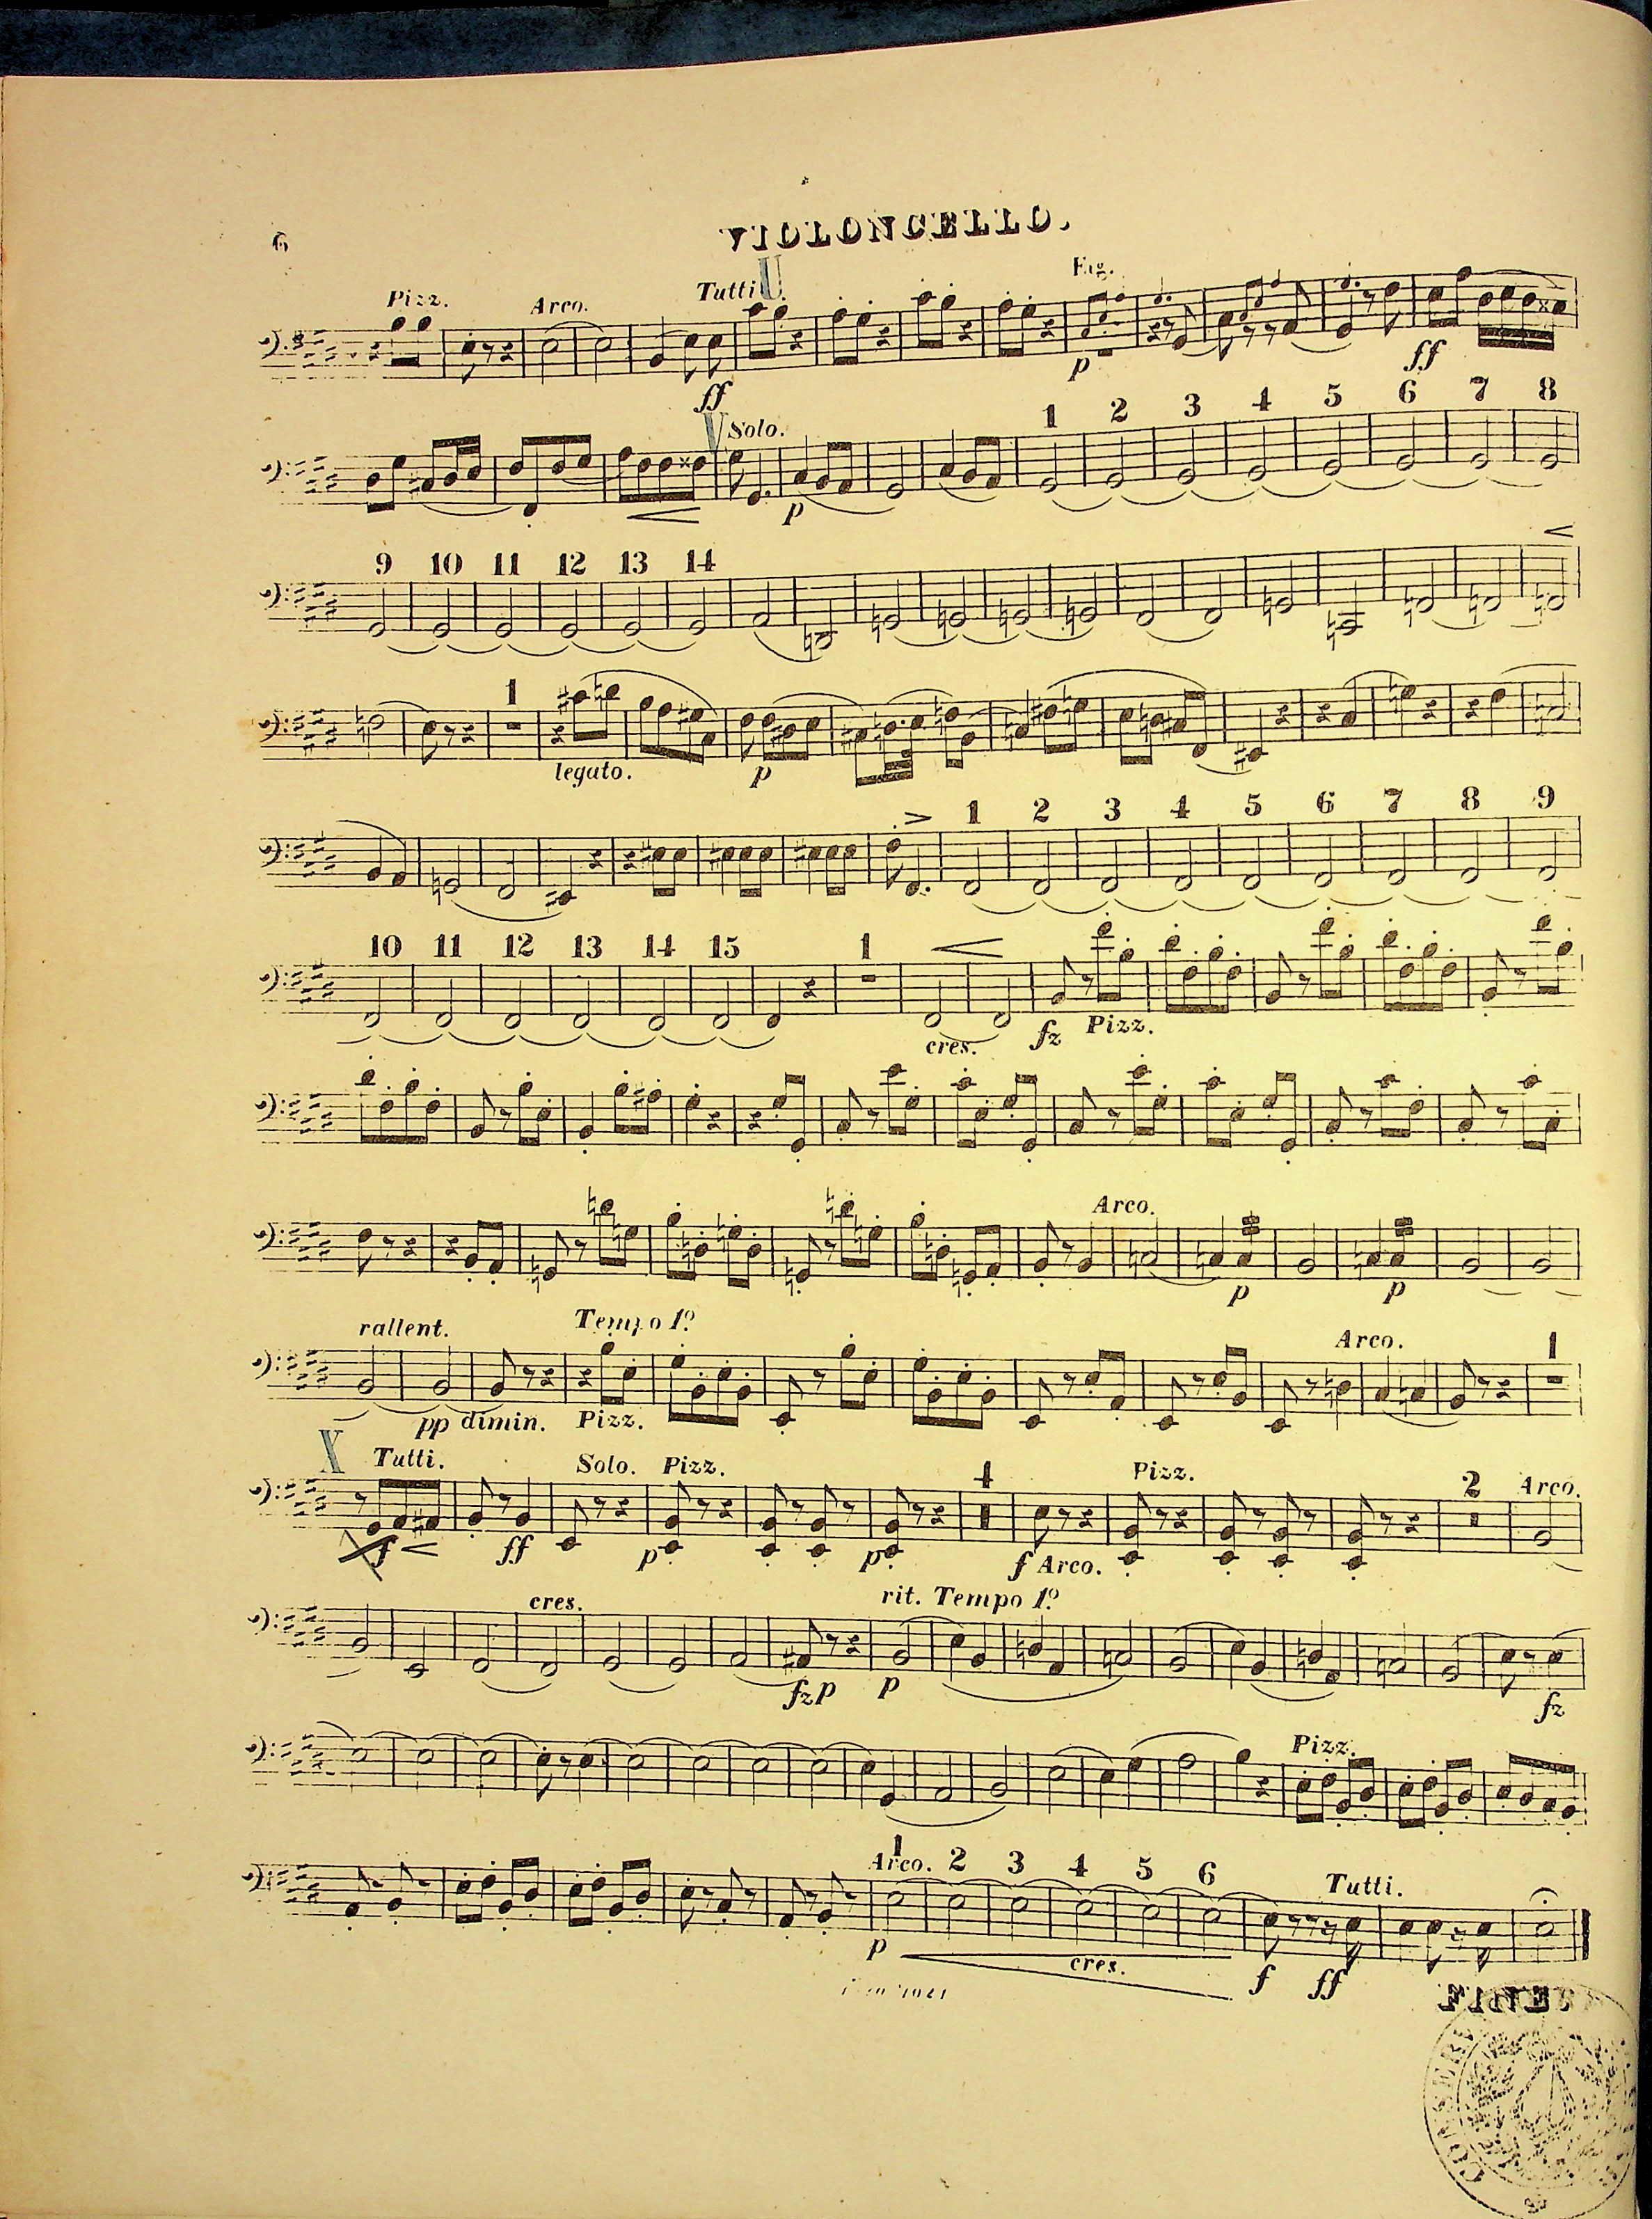 6
VIOLONCELLO.
Pizz. Arco. Tutti U Fag.
ff p ff
V Solo. 1 2 3 4 5 6 7 8
p
9 10 11 12 13 14
1
legato. p
1 2 3 4 5 6 7 8 9
10 11 12 13 14 15 1
cres. fz Pizz.
Arco.
p p
rallent. Tempo 1º Arco. 1
pp dimin. Pizz.
X Tutti. Solo. Pizz. 4 Pizz. 2 Arco.
f ff p p f Arco.
cres. rit. Tempo 1º
fz p p fz
Pizz.
1
Arco. 2 3 4 5 6 Tutti.
p cres. f ff
FINE.